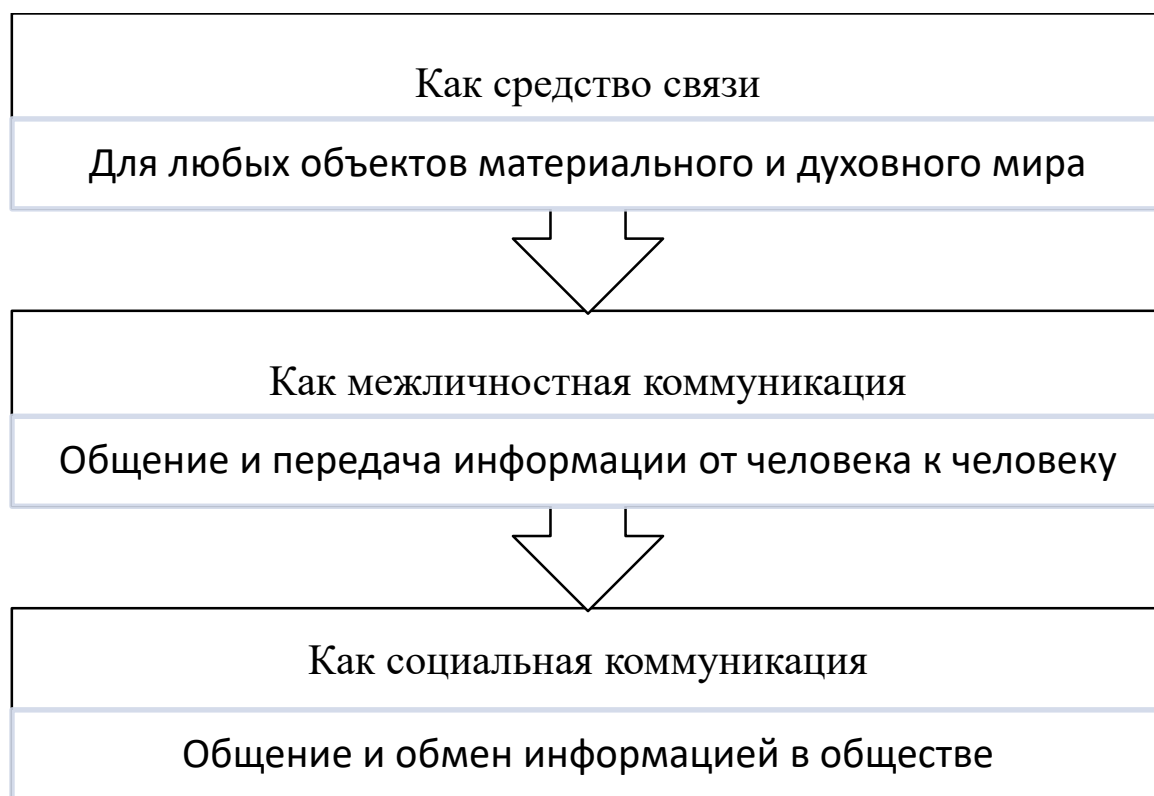 Как средство связи
Для любых объектов материального и духовного мира
Как межличностная коммуникация
Общение и передача информации от человека к человеку
Как социальная коммуникация
Общение и обмен информацией в обществе